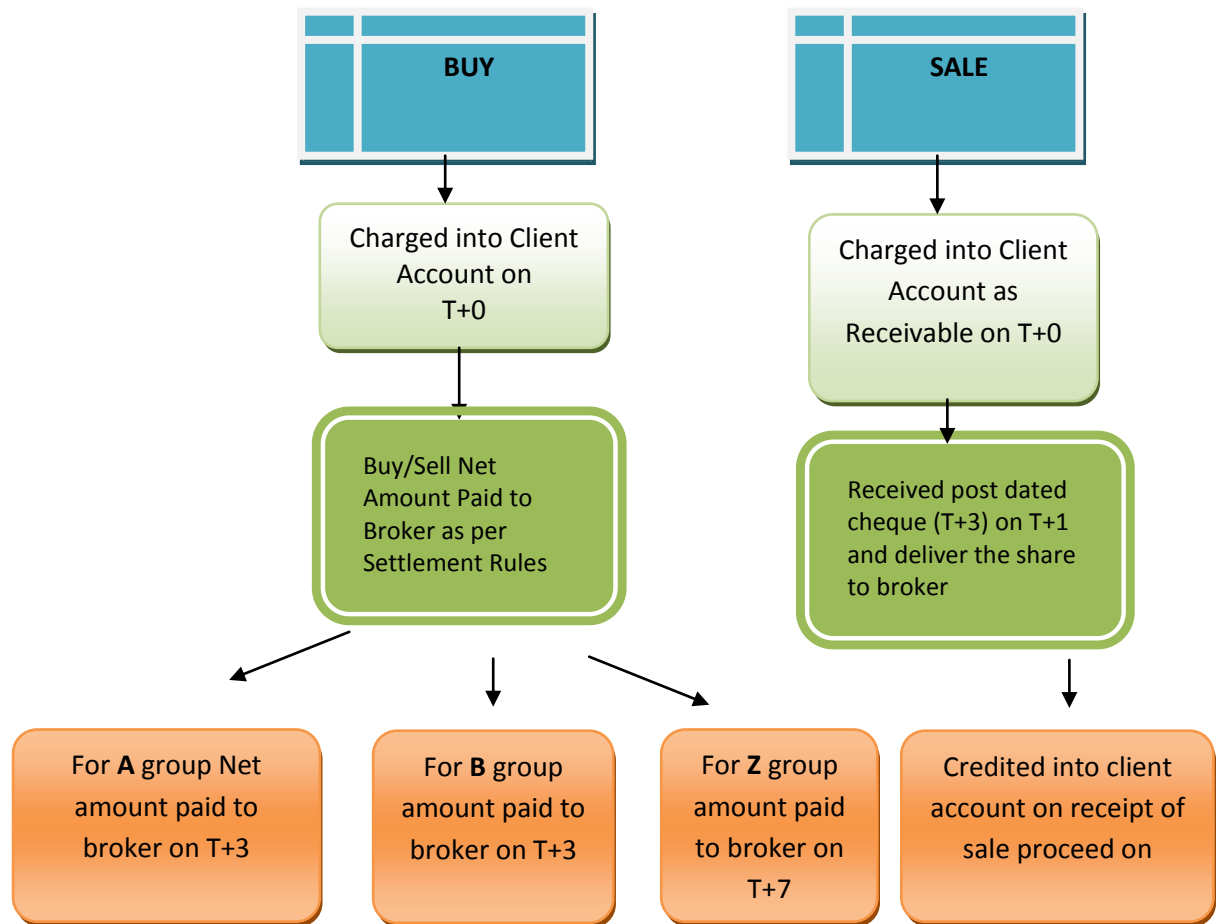 BUY
SALE
Charged into Client
Account on
T+0
Charged into Client
Account as
Receivable on T+0
Buy/Sell Net
Amount Paid to
Broker as per
Settlement Rules
Received post dated
cheque (T+3) on T+1
and deliver the share
to broker
For A group Net
amount paid to
broker on T+3
For B group
amount paid to
broker on T+3
For Z group
amount paid
to broker on
T+7
Credited into client
account on receipt of
sale proceed on